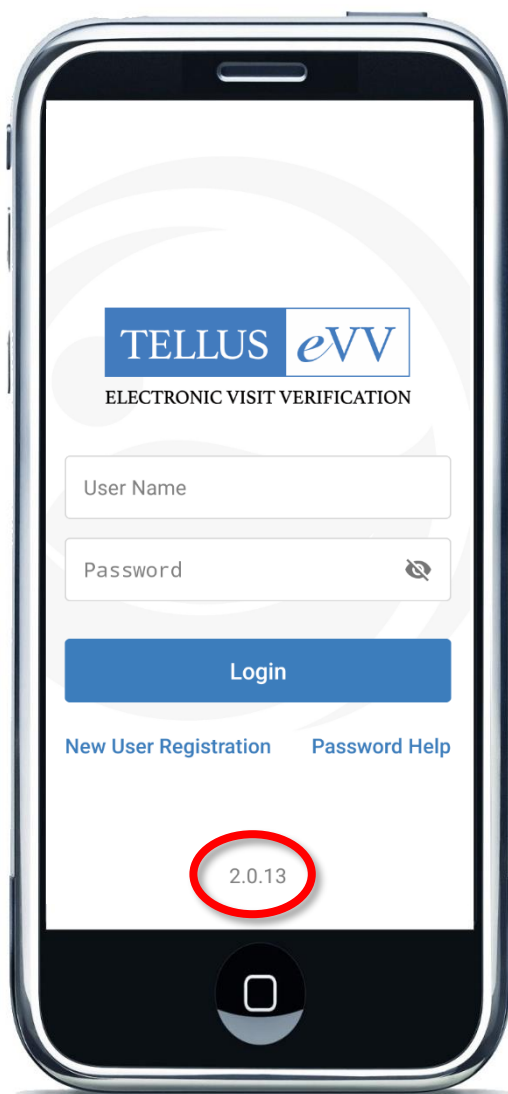 TELLUS eVV
ELECTRONIC VISIT VERIFICATION
User Name
Password
Login
New User Registration Password Help
2.0.13